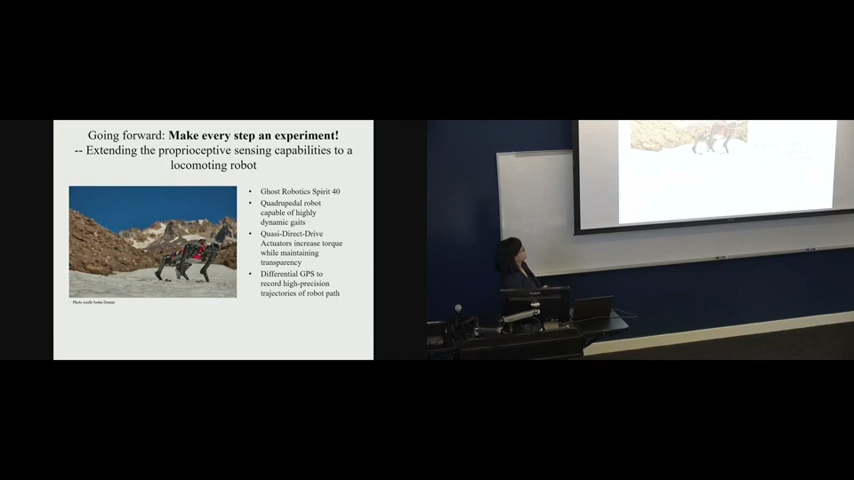 Going forward: Make every step an experiment!
-- Extending the proprioceptive sensing capabilities to a
locomoting robot
• Ghost Robotics Spirit 40
• Quadrupedal robot
capable of highly
dynamic gaits
• Quasi-Direct-Drive
Actuators increase torque
while maintaining
transparency
• Differential GPS to
record high-precision
trajectories of robot path